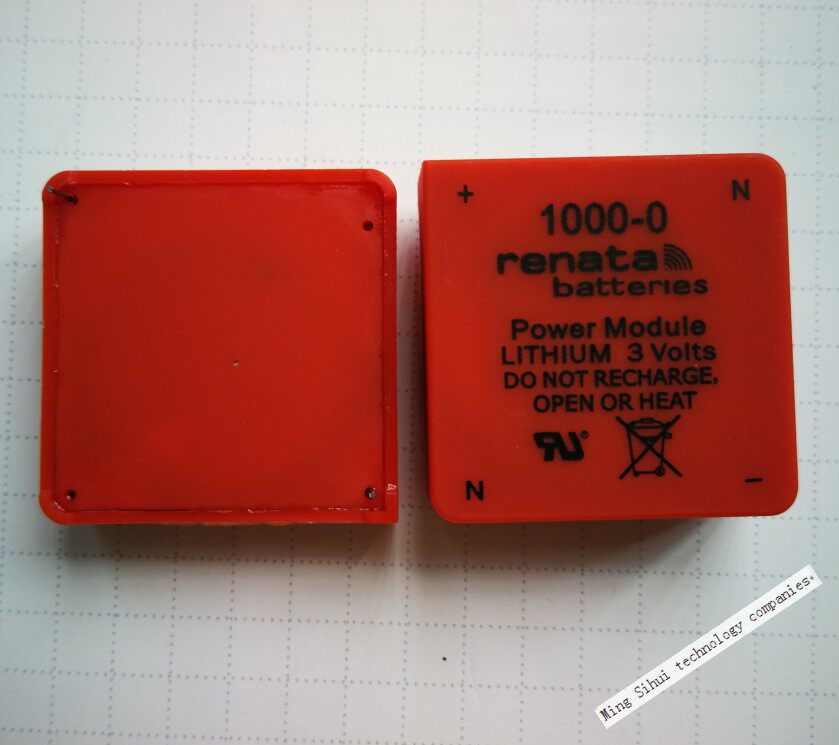 + N
1000-0
renata
batteries
Power Module
LITHIUM 3 Volts
DO NOT RECHARGE,
OPEN OR HEAT
N −
Ming Sihui technology companies.